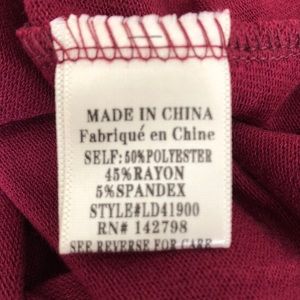 MADE IN CHINA
Fabriqué en Chine
SELF: 50%POLYESTER
45%RAYON
5%SPANDEX
STYLE#LD41900
RN# 142798
SEE REVERSE FOR CARE